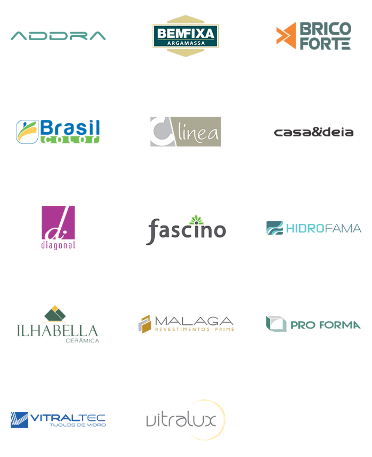 ADDRA
BEMFIXA
ARGAMASSA
BRICO
FORTE
Brasil
COLOR
d linea
casa&deia
d.
diagonal
fascino
HIDROFAMA
ILHABELLA
CERÂMICA
MALAGA
REVESTIMENTOS PRIME
PRO FORMA
VITRALTEC
TIJOLOS DE VIDRO
vitralux